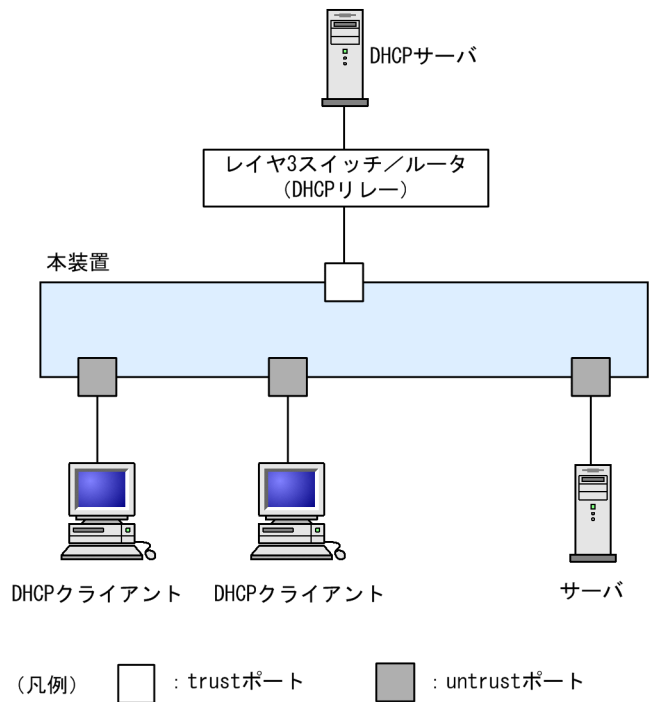 DHCPサーバ
レイヤ3スイッチ／ルータ
(DHCPリレー)
本装置
DHCPクライアント
DHCPクライアント
サーバ
(凡例)
：trustポート
：untrustポート